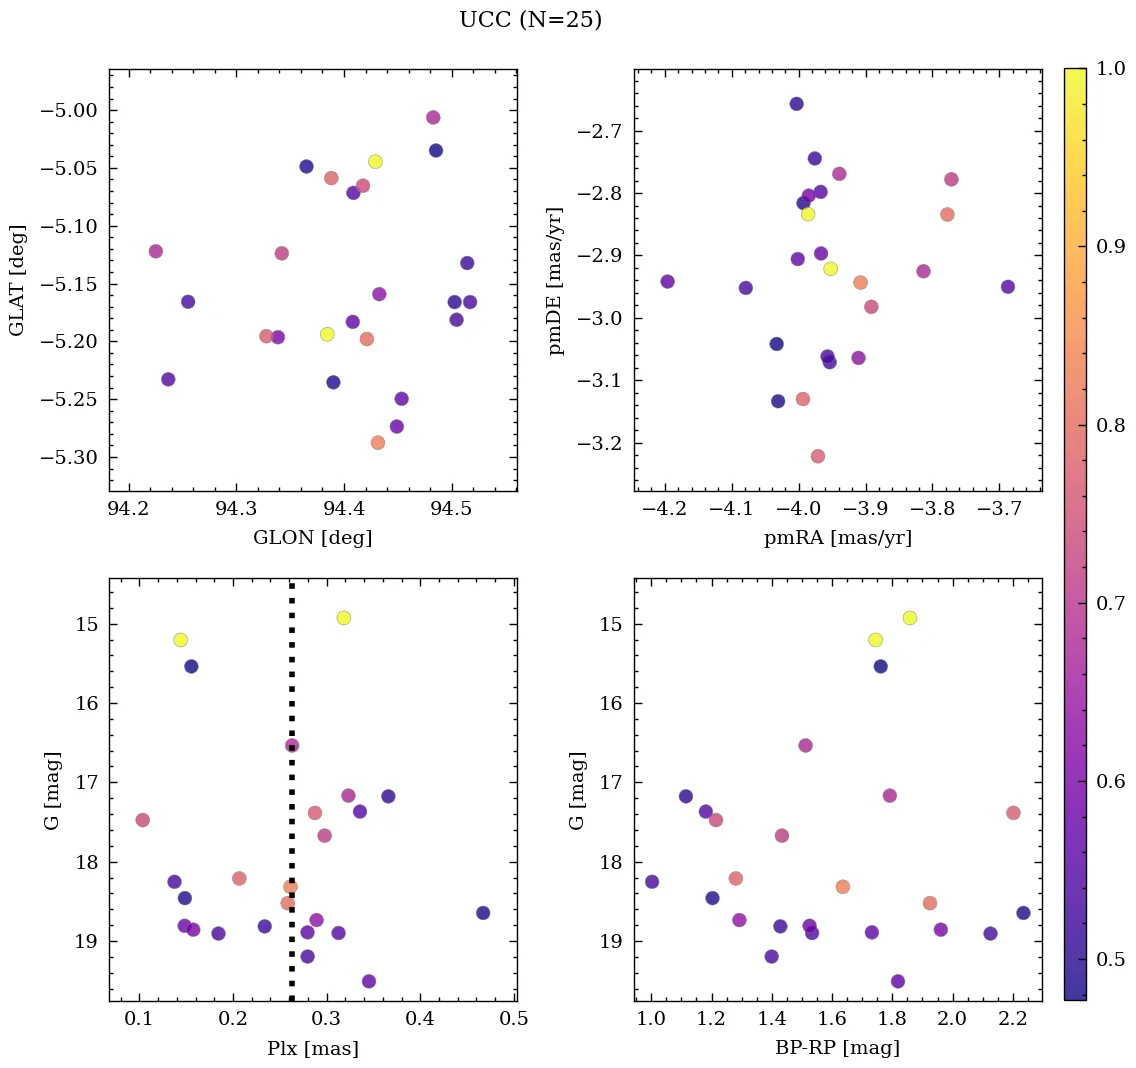 UCC (N=25)
−5.00
−5.05
−5.10
−5.15
−5.20
−5.25
−5.30
GLAT [deg]
94.2 94.3 94.4 94.5
GLON [deg]
−2.7
−2.8
−2.9
−3.0
−3.1
−3.2
pmDE [mas/yr]
−4.2 −4.1 −4.0 −3.9 −3.8 −3.7
pmRA [mas/yr]
15
16
17
18
19
G [mag]
0.1 0.2 0.3 0.4 0.5
Plx [mas]
15
16
17
18
19
G [mag]
1.0 1.2 1.4 1.6 1.8 2.0 2.2
BP-RP [mag]
1.0
0.9
0.8
0.7
0.6
0.5